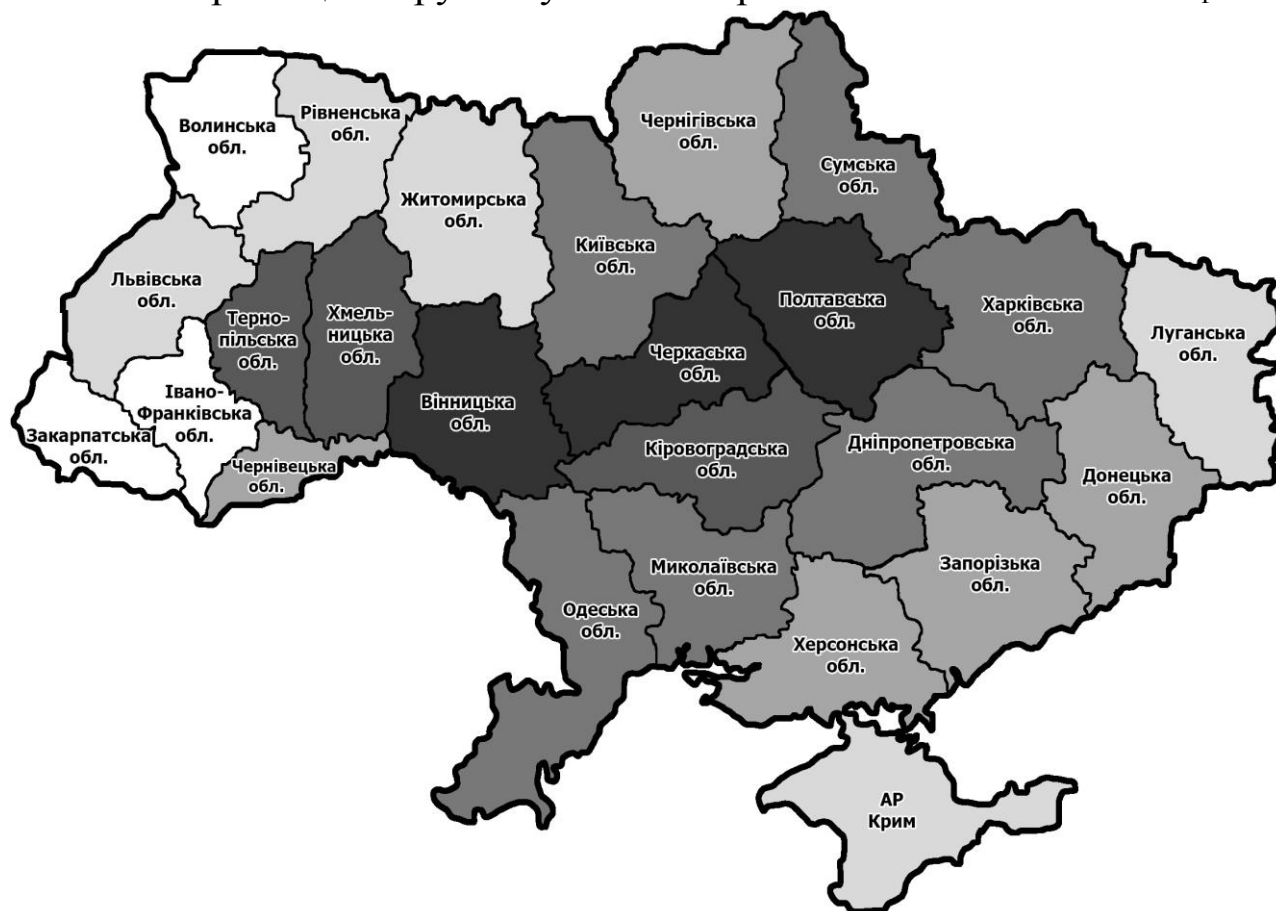 Волинська
обл.
Рівненська
обл.
Житомирська
обл.
Київська
обл.
Чернігівська
обл.
Сумська
обл.
Львівська
обл.
Терно-
пільська
обл.
Хмель-
ницька
обл.
Вінницька
обл.
Черкаська
обл.
Полтавська
обл.
Харківська
обл.
Луганська
обл.
Івано-
Франківська
обл.
Закарпатська
обл.
Чернівецька
обл.
Кіровоградська
обл.
Дніпропетровська
обл.
Донецька
обл.
Миколаївська
обл.
Запорізька
обл.
Одеська
обл.
Херсонська
обл.
АР
Крим